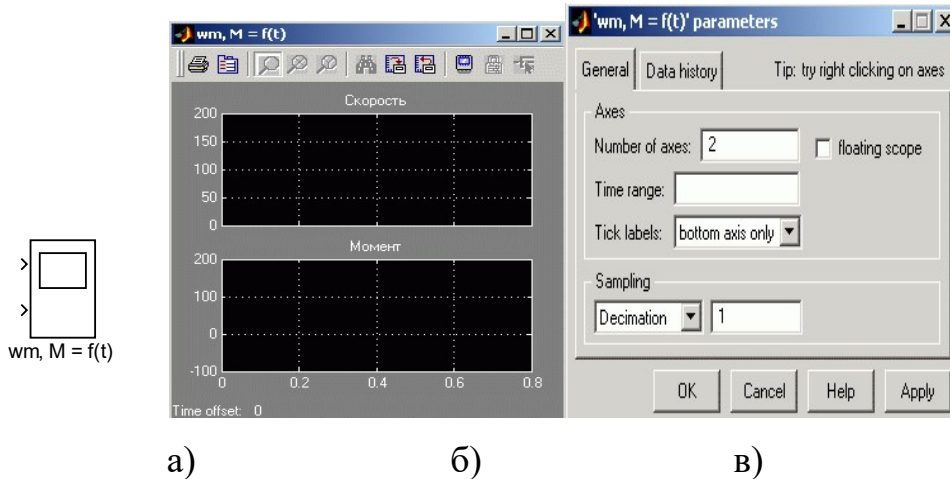 wm, M = f(t)
Скорость
200
150
100
50
0
Момент
200
100
0
-100
0 0.2 0.4 0.6 0.8
Time offset: 0
'wm, M = f(t)' parameters
General Data history Tip: try right clicking on axes
Axes
Number of axes: 2 floating scope
Time range:
Tick labels: bottom axis only
Sampling
Decimation 1
OK Cancel Help Apply
wm, M = f(t)
а) б) в)